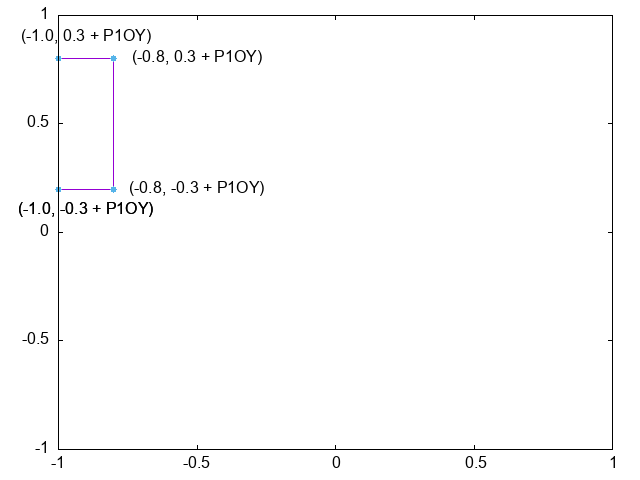 1
(-1.0, 0.3 + P1OY)
(-0.8, 0.3 + P1OY)
0.5
(-0.8, -0.3 + P1OY)
(-1.0, -0.3 + P1OY)
0
-0.5
-1
-1 -0.5 0 0.5 1